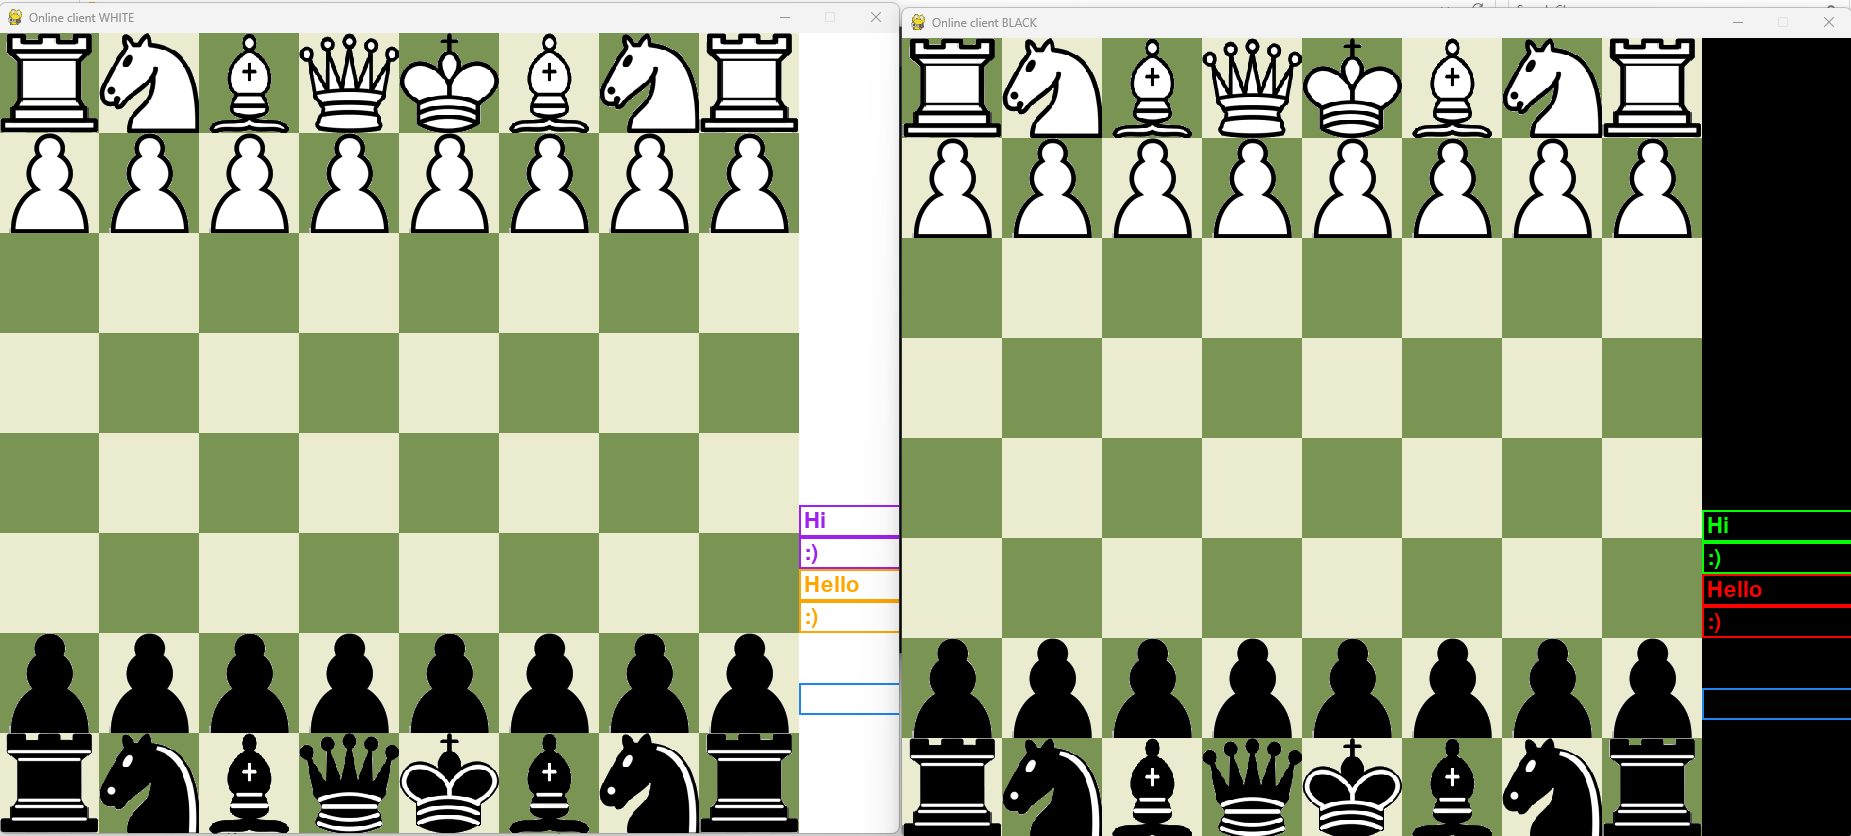 Online client WHITE
Hi
:)
Hello
:)
Online client BLACK
Hi
:)
Hello
:)